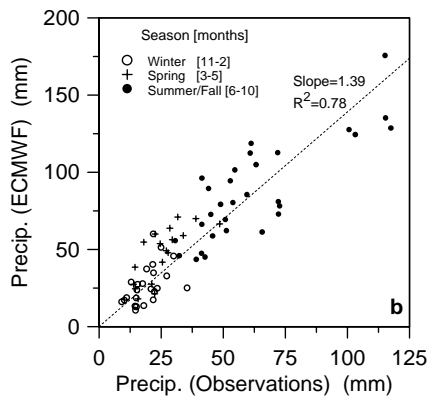 200
150
100
50
0
Precip. (ECMWF) (mm)
Season [months]
Winter [11-2]
Spring [3-5]
Summer/Fall [6-10]
Slope=1.39
R²=0.78
b
0 25 50 75 100 125
Precip. (Observations) (mm)